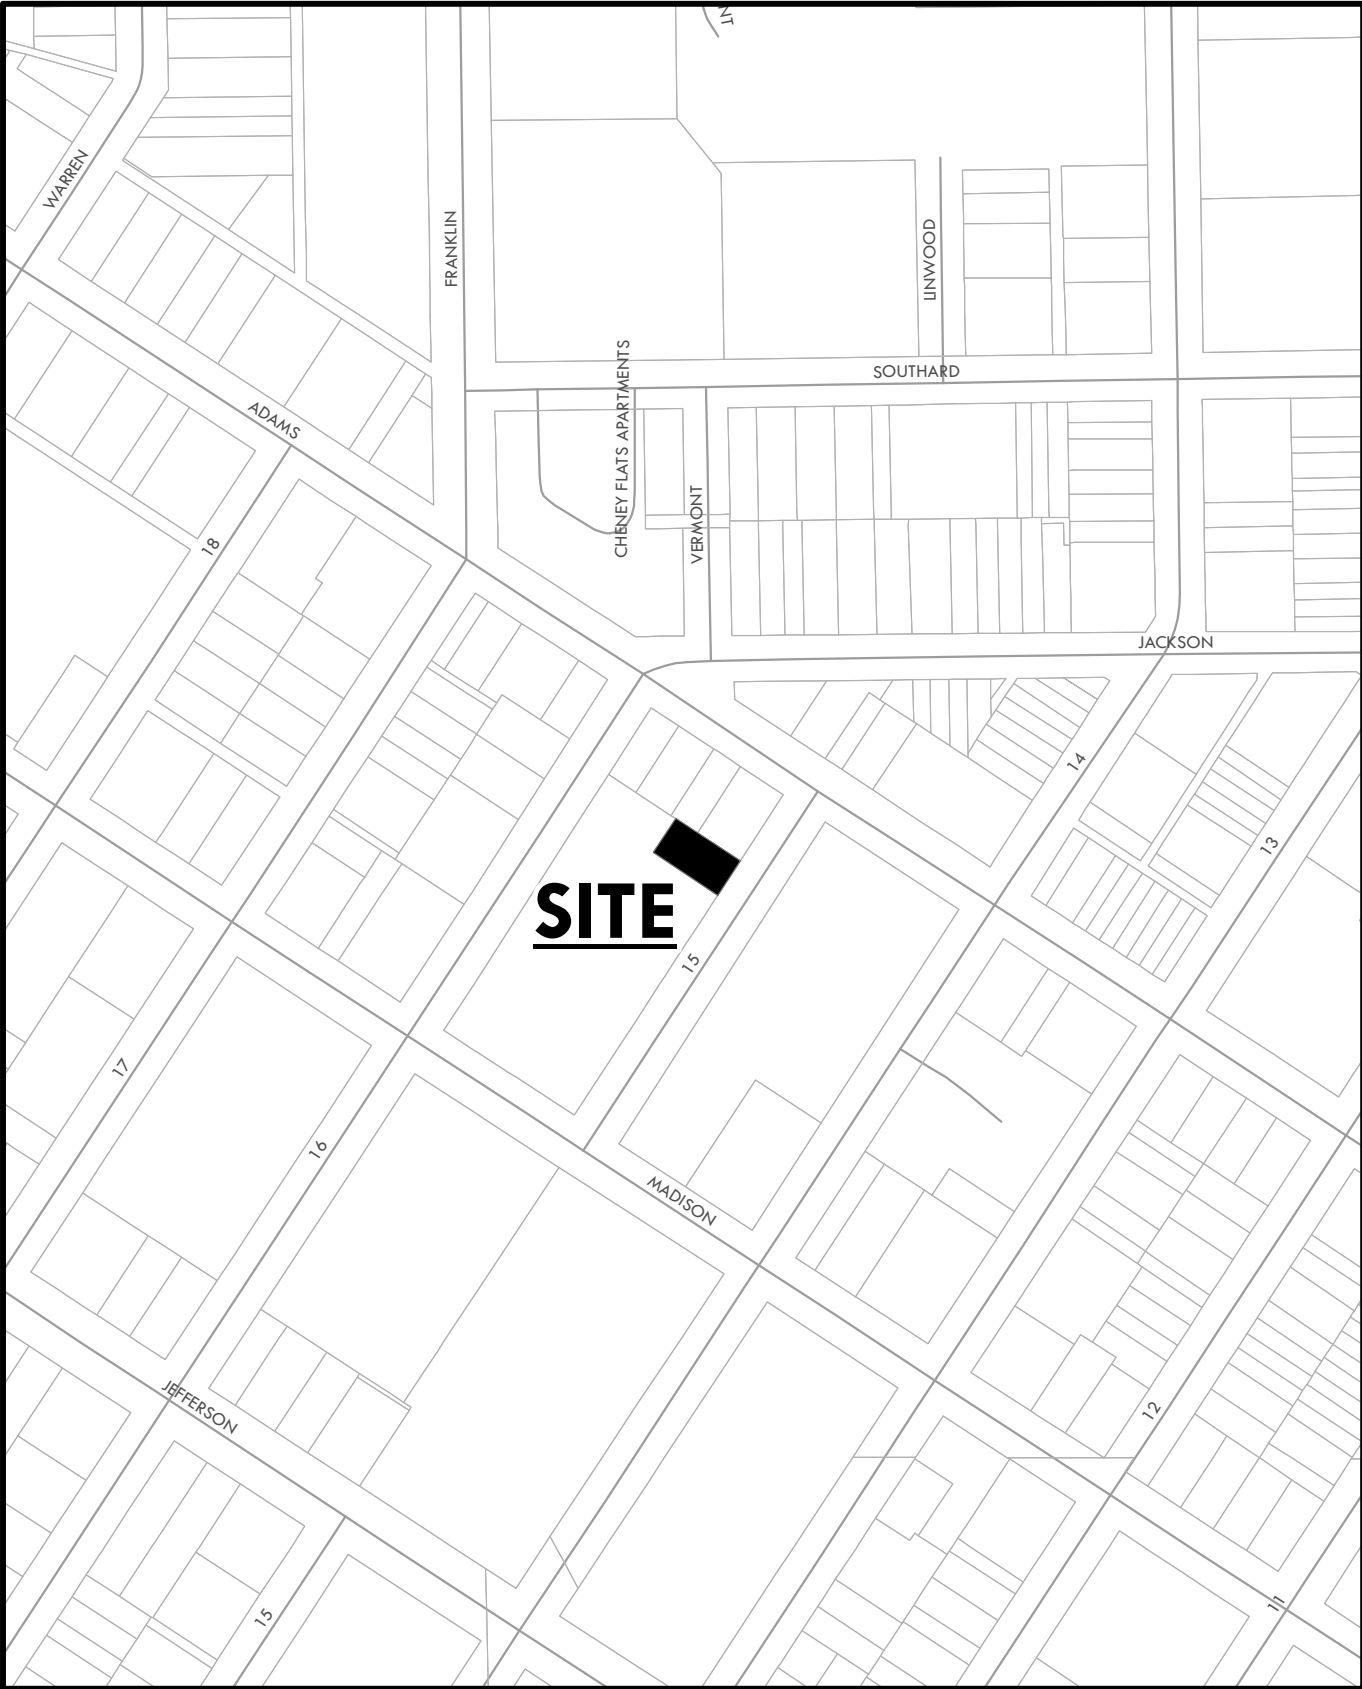 NT
WARREN
FRANKLIN
LINWOOD
SOUTHARD
CHENEY FLATS APARTMENTS
ADAMS
VERMONT
18
JACKSON
14
13
SITE
15
17
16
MADISON
JEFFERSON
12
15
11